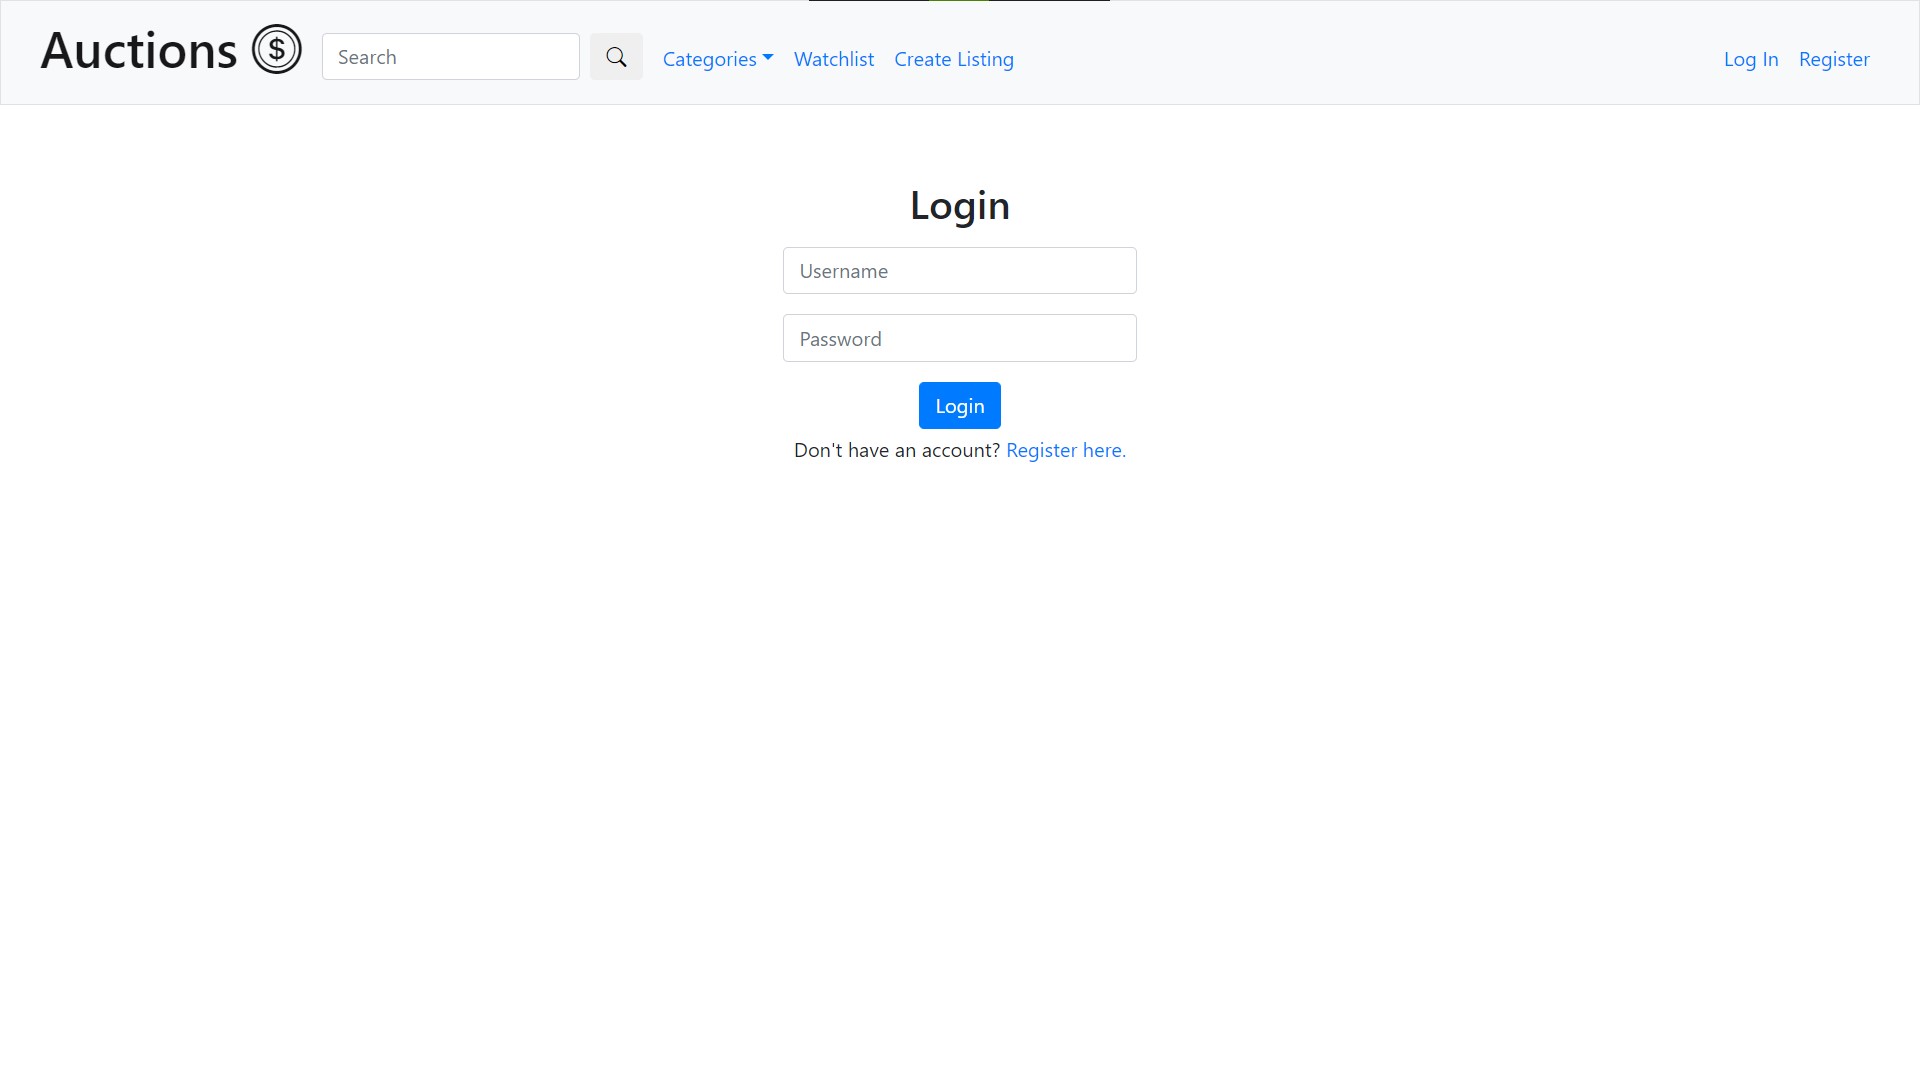 Auctions $ Search Categories Watchlist Create Listing Log In Register
Login
Username
Password
Login
Don't have an account? Register here.